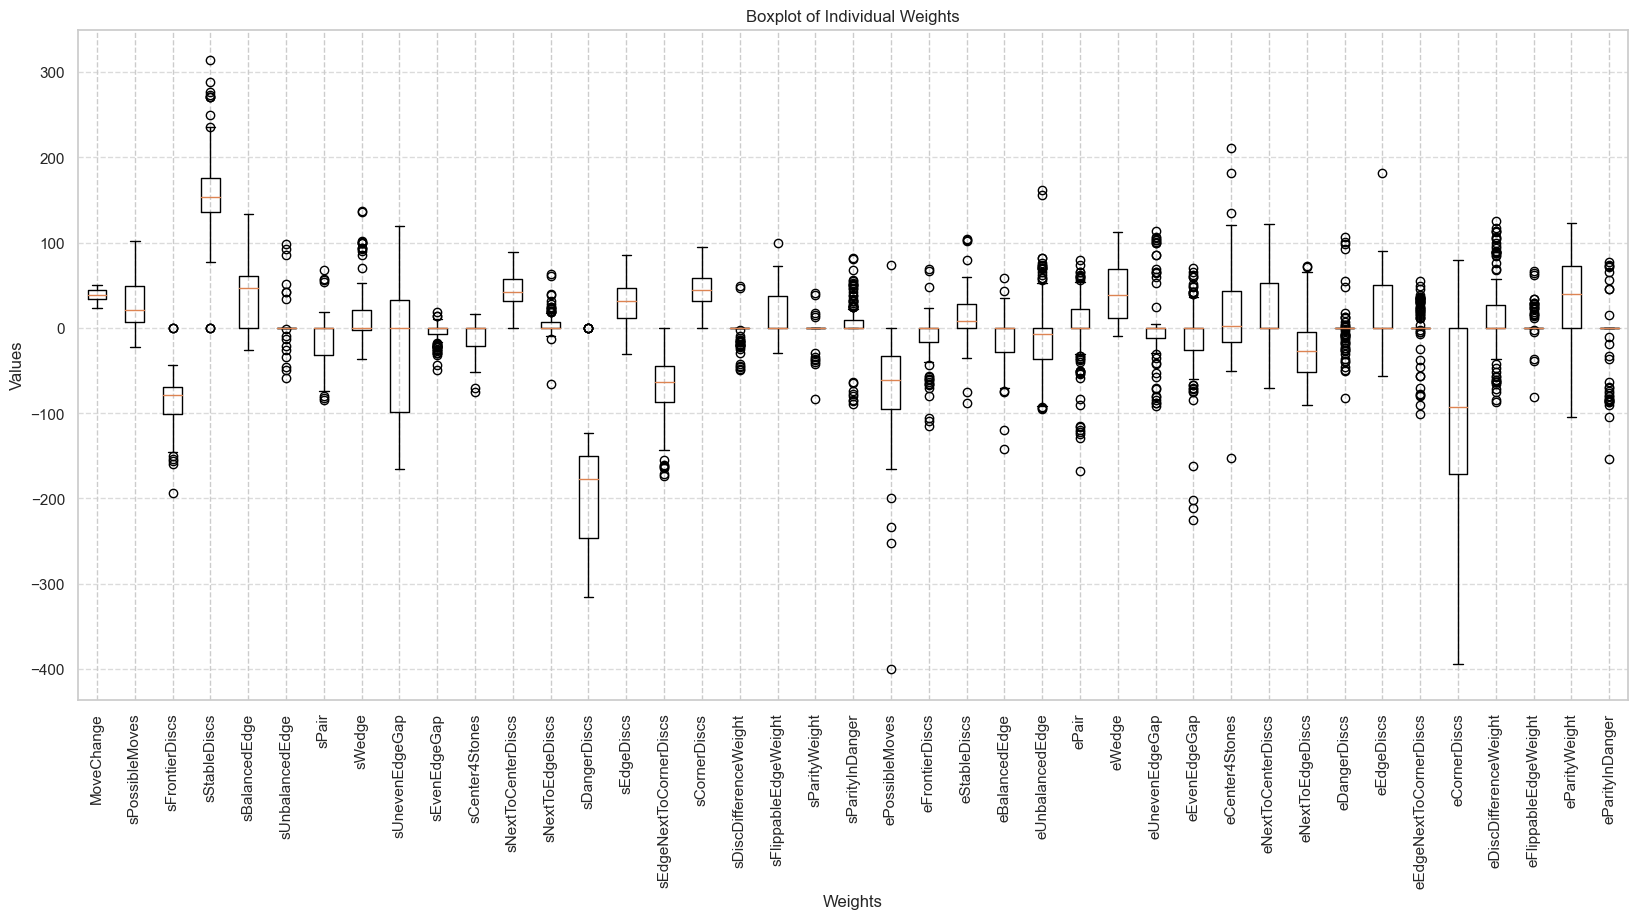 Boxplot of Individual Weights
300
200
100
0
−100
−200
−300
−400
Values
MoveChange
sPossibleMoves
sFrontierDiscs
sStableDiscs
sBalancedEdge
sUnbalancedEdge
sPair
sWedge
sUnevenEdgeGap
sEvenEdgeGap
sCenter4Stones
sNextToCenterDiscs
sNextToEdgeDiscs
sDangerDiscs
sEdgeDiscs
sEdgeNextToCornerDiscs
sCornerDiscs
sDiscDifferenceWeight
sFlippableEdgeWeight
sParityWeight
sParityInDanger
ePossibleMoves
eFrontierDiscs
eStableDiscs
eBalancedEdge
eUnbalancedEdge
ePair
eWedge
eUnevenEdgeGap
eEvenEdgeGap
eCenter4Stones
eNextToCenterDiscs
eNextToEdgeDiscs
eDangerDiscs
eEdgeDiscs
eEdgeNextToCornerDiscs
eCornerDiscs
eDiscDifferenceWeight
eFlippableEdgeWeight
eParityWeight
eParityInDanger
Weights